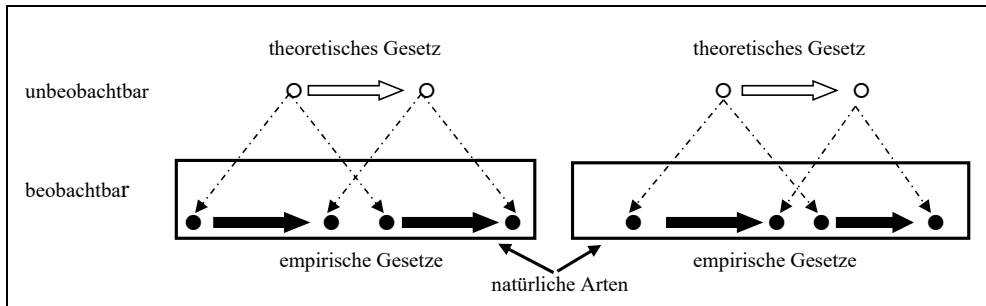 theoretisches Gesetz theoretisches Gesetz
unbeobachtbar
beobachtbar
empirische Gesetze empirische Gesetze
natürliche Arten